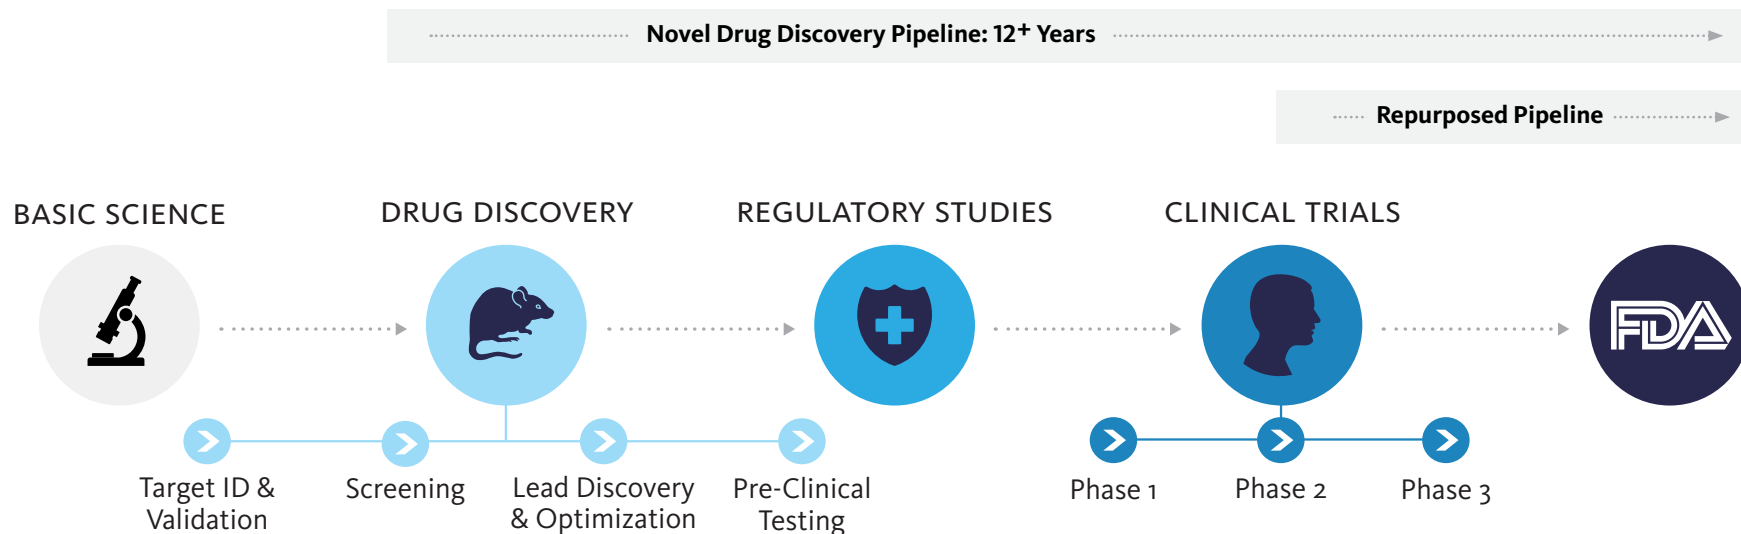 Novel Drug Discovery Pipeline: 12+ Years
Repurposed Pipeline
BASIC SCIENCE
DRUG DISCOVERY
REGULATORY STUDIES
CLINICAL TRIALS
FDA
Target ID &
Validation
Screening
Lead Discovery
& Optimization
Pre-Clinical
Testing
Phase 1
Phase 2
Phase 3